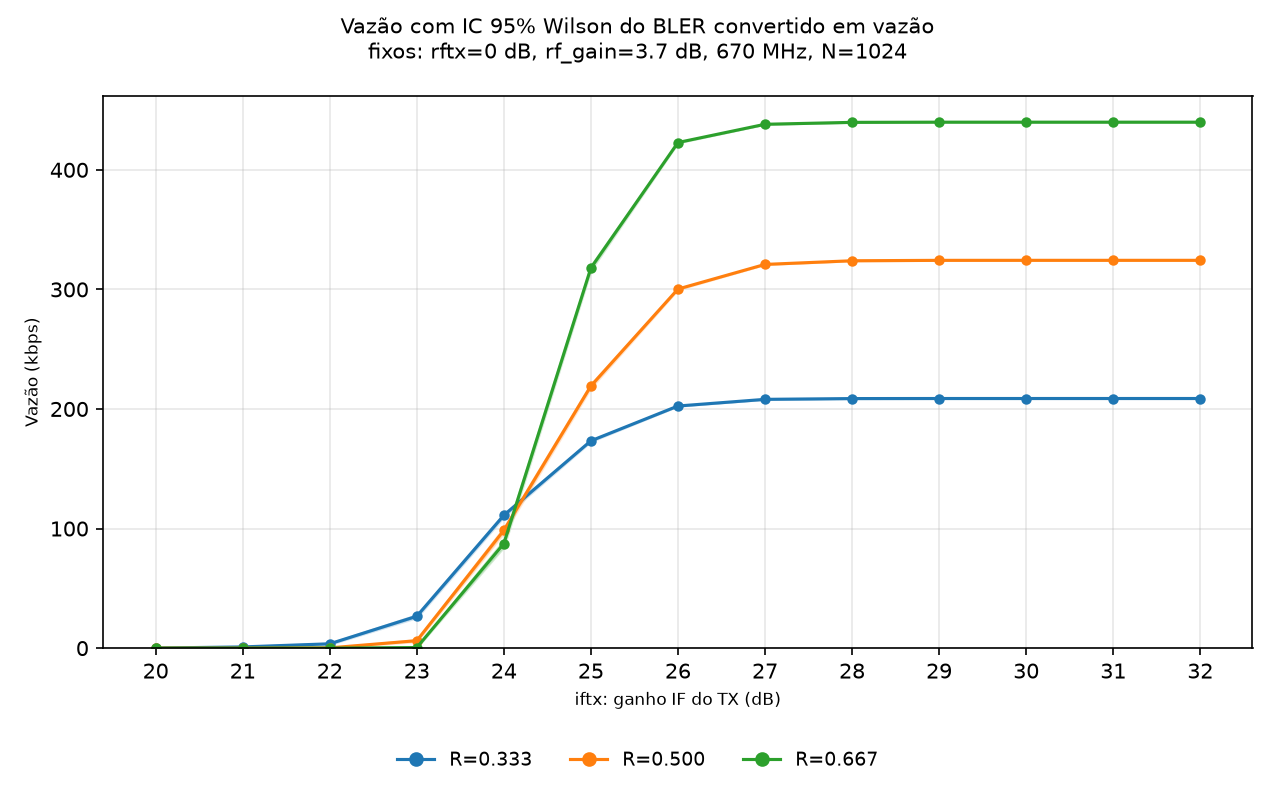 Vazão com IC 95% Wilson do BLER convertido em vazão
fixos: rftx=0 dB, rf_gain=3.7 dB, 670 MHz, N=1024
Vazão (kbps)
400
300
200
100
0
20 21 22 23 24 25 26 27 28 29 30 31 32
iftx: ganho IF do TX (dB)
R=0.333 R=0.500 R=0.667